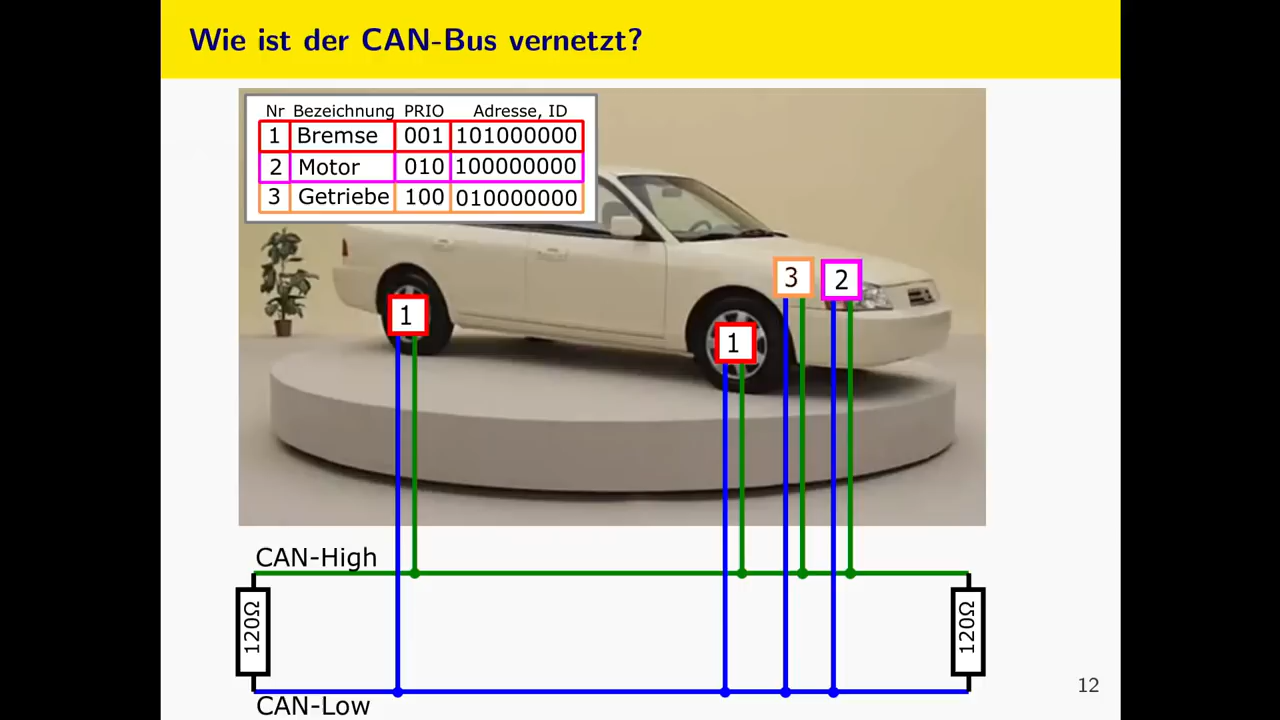 Wie ist der CAN-Bus vernetzt?
Nr Bezeichnung PRIO Adresse, ID
1 Bremse 001 101000000
2 Motor 010 100000000
3 Getriebe 100 010000000
3 2
1
1
CAN-High
120Ω 120Ω
12
CAN-Low